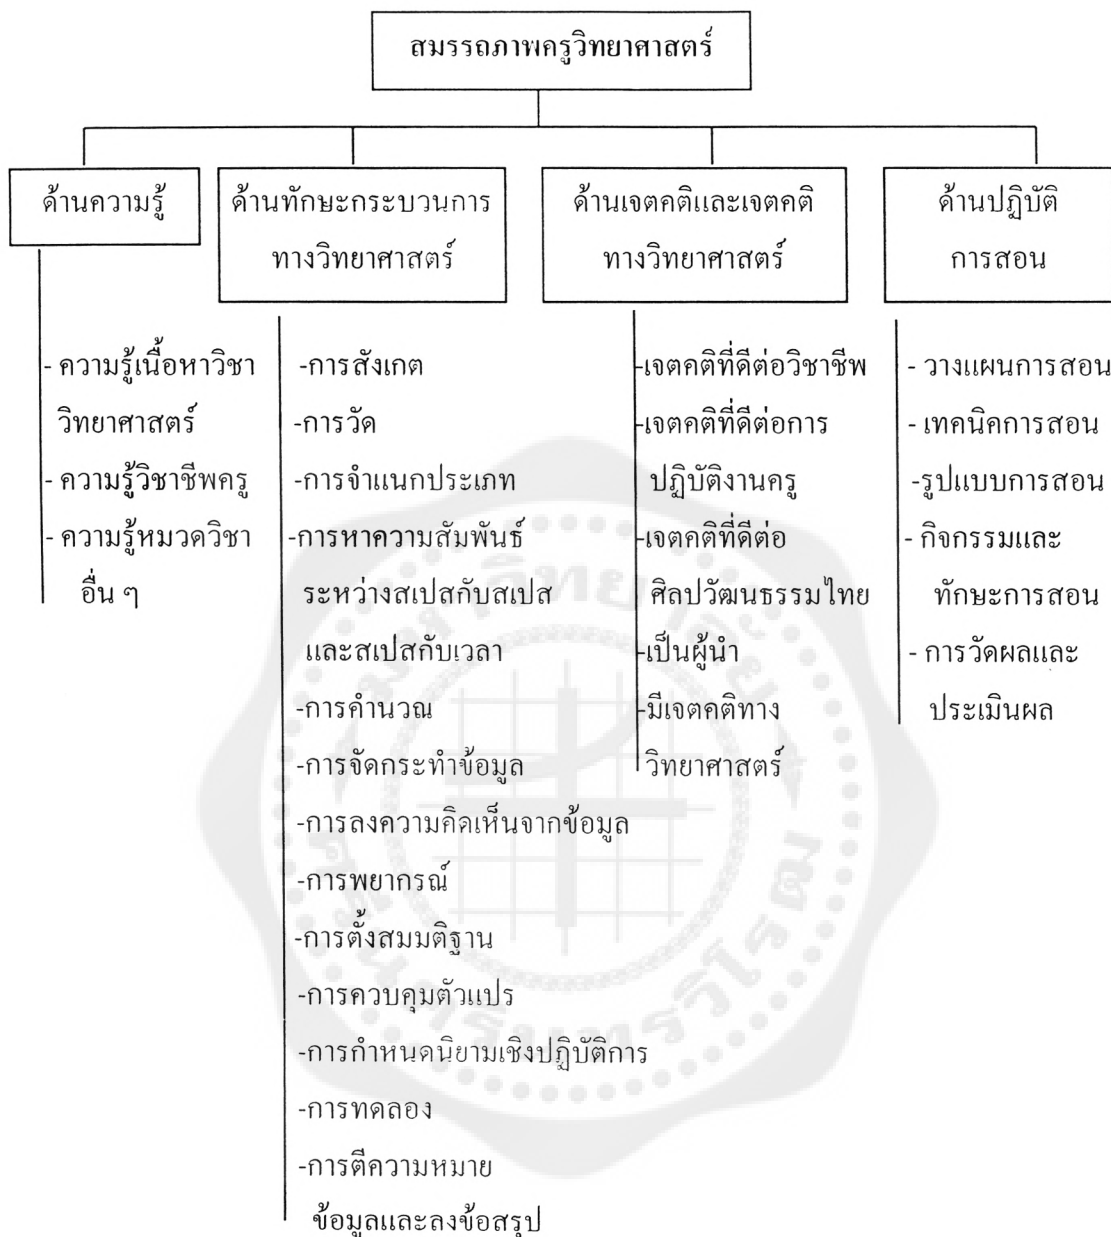 สมรรถภาพครูวิทยาศาสตร์
ด้านความรู้
ด้านทักษะกระบวนการ
ทางวิทยาศาสตร์
ด้านเจตคติและเจตคติ
ทางวิทยาศาสตร์
ด้านปฏิบัติ
การสอน
- ความรู้เนื้อหาวิชา
วิทยาศาสตร์
- ความรู้วิชาชีพครู
- ความรู้หมวดวิชา
อื่น ๆ
-การสังเกต
-การวัด
-การจำแนกประเภท
-การหาความสัมพันธ์
ระหว่างสเปสกับสเปส
และสเปสกับเวลา
-การคำนวณ
-การจัดกระทำข้อมูล
-การลงความคิดเห็นจากข้อมูล
-การพยากรณ์
-การตั้งสมมติฐาน
-การควบคุมตัวแปร
-การกำหนดนิยามเชิงปฏิบัติการ
-การทดลอง
-การตีความหมาย
ข้อมูลและลงข้อสรุป
-เจตคติที่ดีต่อวิชาชีพ
-เจตคติที่ดีต่อการ
ปฏิบัติงานครู
-เจตคติที่ดีต่อ
ศิลปวัฒนธรรมไทย
-เป็นผู้นำ
-มีเจตคติทาง
วิทยาศาสตร์
- วางแผนการสอน
- เทคนิคการสอน
-รูปแบบการสอน
- กิจกรรมและ
ทักษะการสอน
- การวัดผลและ
ประเมินผล
มหาวิทยาลัย
ศรีนครินทรวิโรฒ